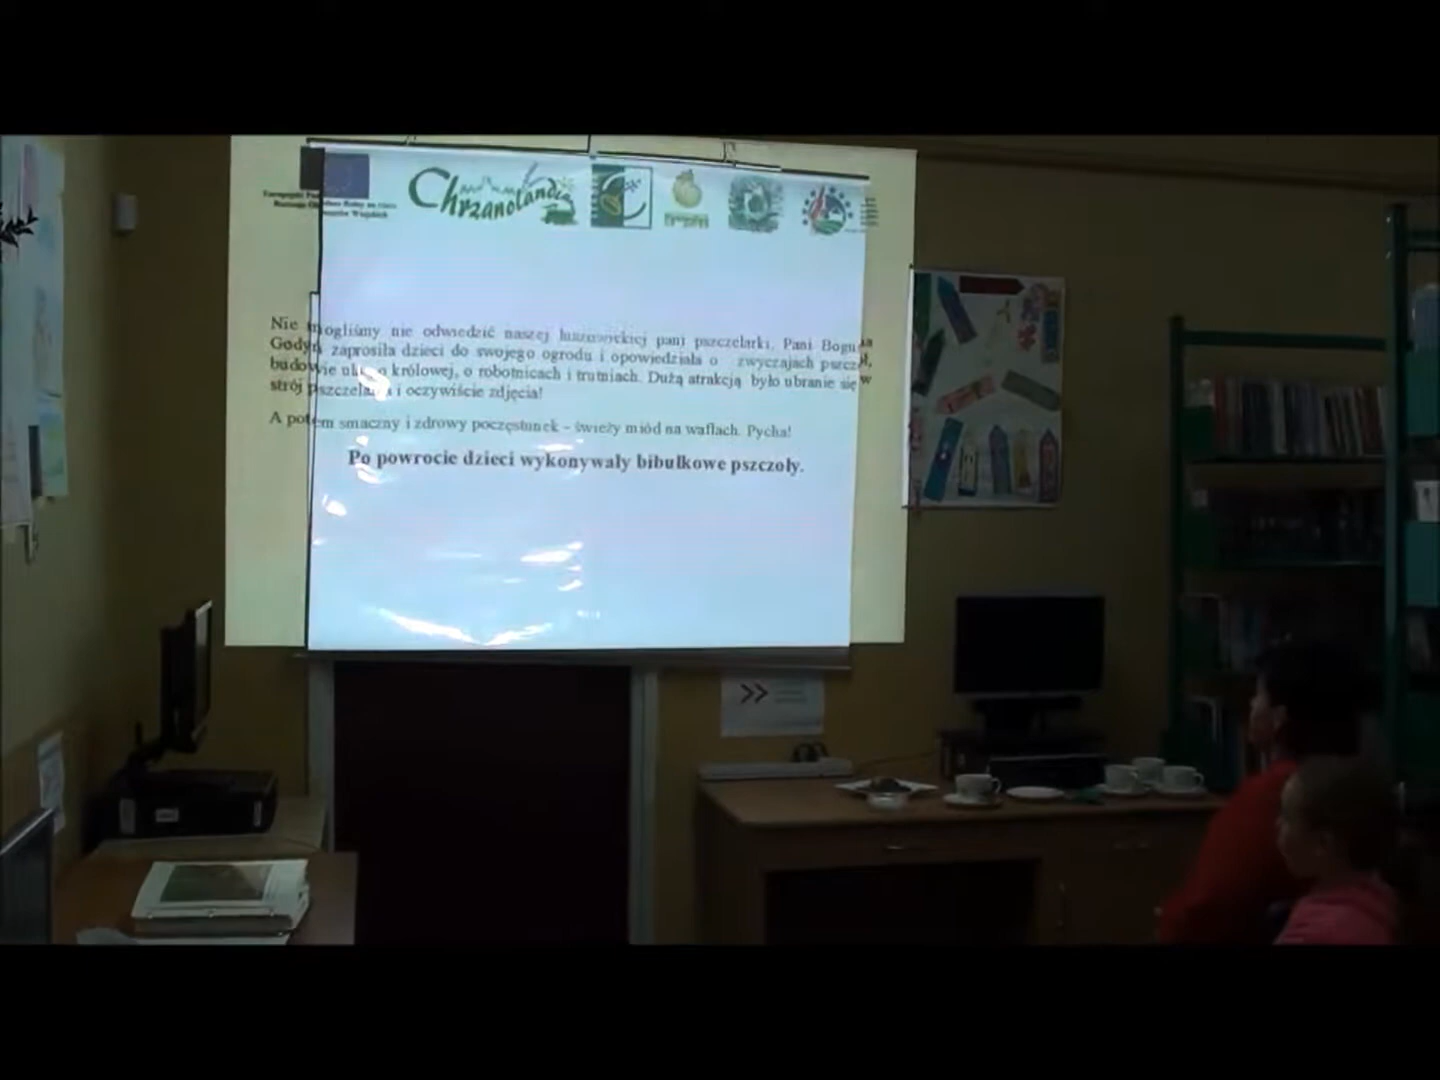 Chrzanolandia
Nie mogliśmy nie odwiedzić naszej pani pszczelarki. Pani
Godyń zaprosiła dzieci do swojego ogrodu i opowiedziała o zwyczajach pszczół,
budowie królowej, o robotnicach i trutniach. Dużą atrakcją było ubranie się w
strój i oczywiście zdjęcia!
A potem smaczny i zdrowy poczęstunek – świeży miód na waflach. Pycha!
Po powrocie dzieci wykonywały bibułkowe pszczoły.